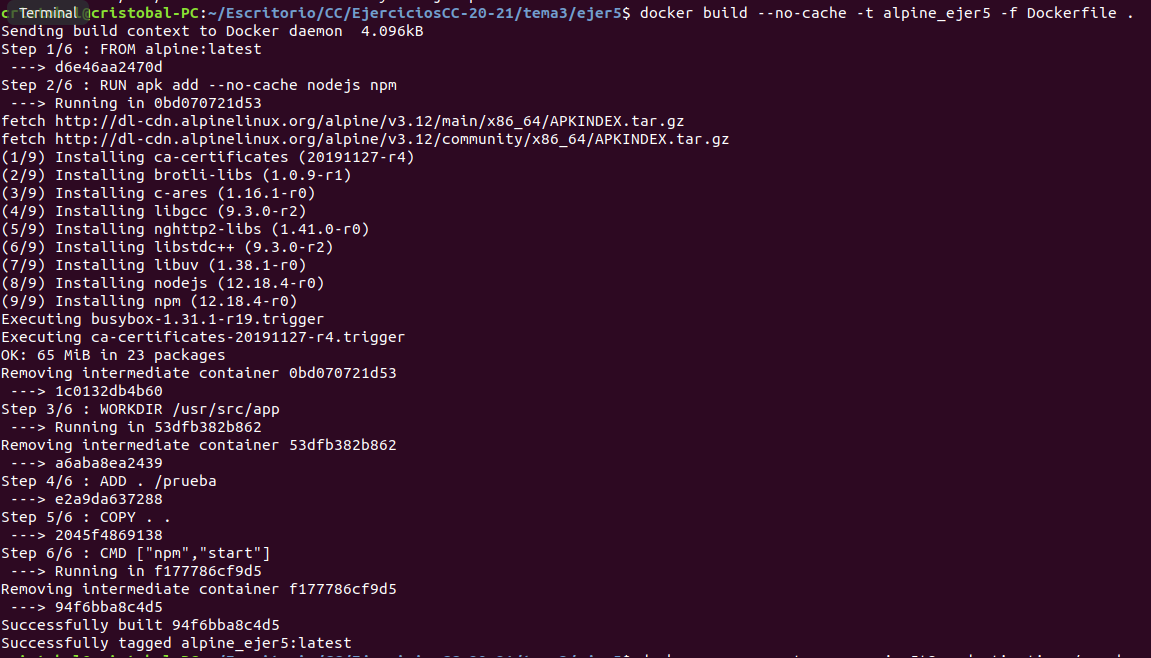 Terminal@cristobal-PC:~/Escritorio/CC/EjerciciosCC-20-21/tema3/ejer5$ docker build --no-cache -t alpine_ejer5 -f Dockerfile .
Sending build context to Docker daemon  4.096kB
Step 1/6 : FROM alpine:latest
 ---> d6e46aa2470d
Step 2/6 : RUN apk add --no-cache nodejs npm
 ---> Running in 0bd070721d53
fetch http://dl-cdn.alpinelinux.org/alpine/v3.12/main/x86_64/APKINDEX.tar.gz
fetch http://dl-cdn.alpinelinux.org/alpine/v3.12/community/x86_64/APKINDEX.tar.gz
(1/9) Installing ca-certificates (20191127-r4)
(2/9) Installing brotli-libs (1.0.9-r1)
(3/9) Installing c-ares (1.16.1-r0)
(4/9) Installing libgcc (9.3.0-r2)
(5/9) Installing nghttp2-libs (1.41.0-r0)
(6/9) Installing libstdc++ (9.3.0-r2)
(7/9) Installing libuv (1.38.1-r0)
(8/9) Installing nodejs (12.18.4-r0)
(9/9) Installing npm (12.18.4-r0)
Executing busybox-1.31.1-r19.trigger
Executing ca-certificates-20191127-r4.trigger
OK: 65 MiB in 23 packages
Removing intermediate container 0bd070721d53
 ---> 1c0132db4b60
Step 3/6 : WORKDIR /usr/src/app
 ---> Running in 53dfb382b862
Removing intermediate container 53dfb382b862
 ---> a6aba8ea2439
Step 4/6 : ADD . /prueba
 ---> e2a9da637288
Step 5/6 : COPY . .
 ---> 2045f4869138
Step 6/6 : CMD ["npm","start"]
 ---> Running in f177786cf9d5
Removing intermediate container f177786cf9d5
 ---> 94f6bba8c4d5
Successfully built 94f6bba8c4d5
Successfully tagged alpine_ejer5:latest